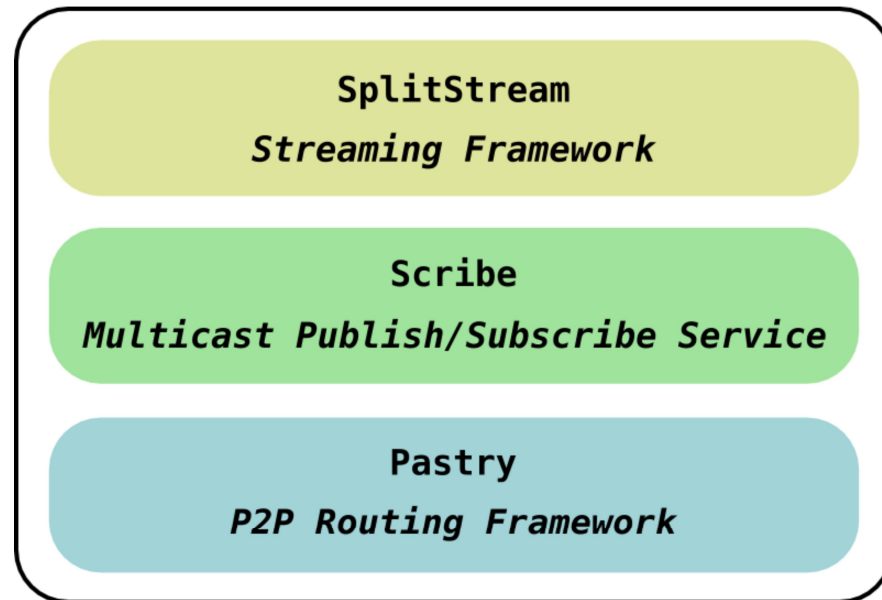 SplitStream
Streaming Framework
Scribe
Multicast Publish/Subscribe Service
Pastry
P2P Routing Framework